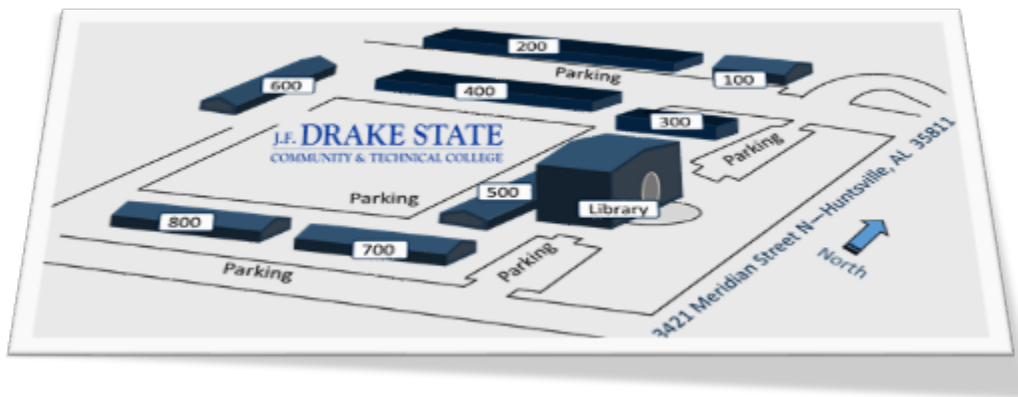 200
Parking
100
600
400
300
J.F. DRAKE STATE
COMMUNITY & TECHNICAL COLLEGE
Parking
Parking
500
Library
800
700
Parking
Parking
3421 Meridian Street N—Huntsville, AL 35811
North